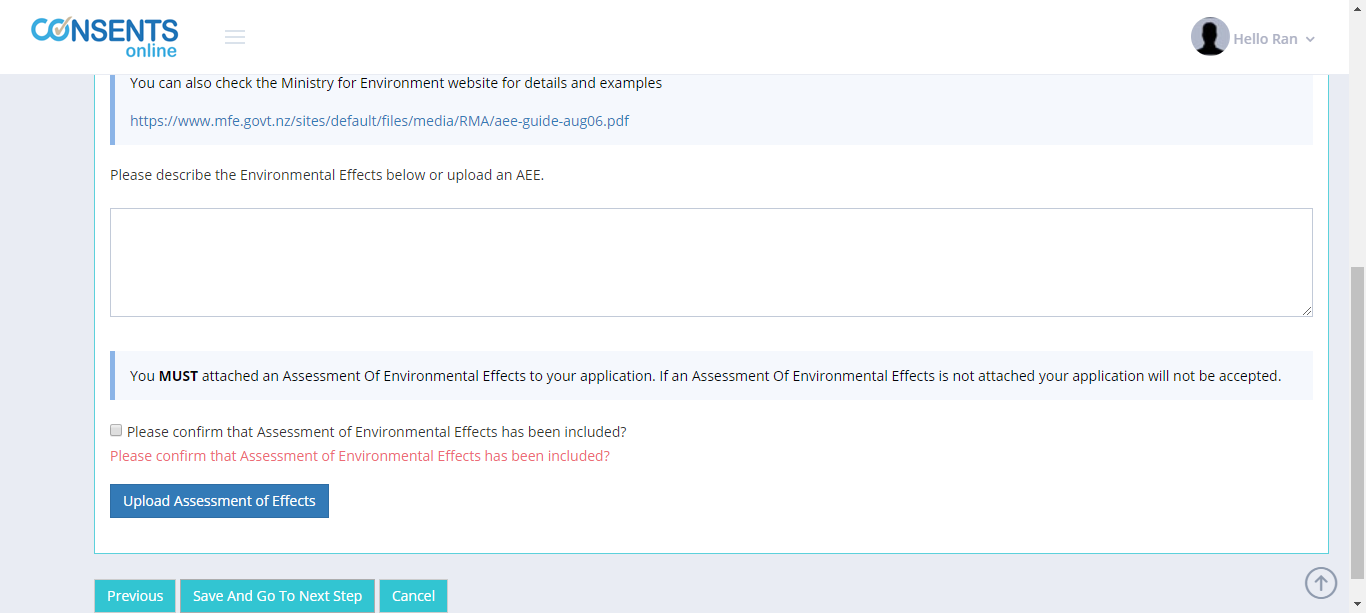 CONSENTS
online
Hello Ran
You can also check the Ministry for Environment website for details and examples
https://www.mfe.govt.nz/sites/default/files/media/RMA/aee-guide-aug06.pdf
Please describe the Environmental Effects below or upload an AEE.
You MUST attached an Assessment Of Environmental Effects to your application. If an Assessment Of Environmental Effects is not attached your application will not be accepted.
Please confirm that Assessment of Environmental Effects has been included?
Please confirm that Assessment of Environmental Effects has been included?
Upload Assessment of Effects
Previous Save And Go To Next Step Cancel